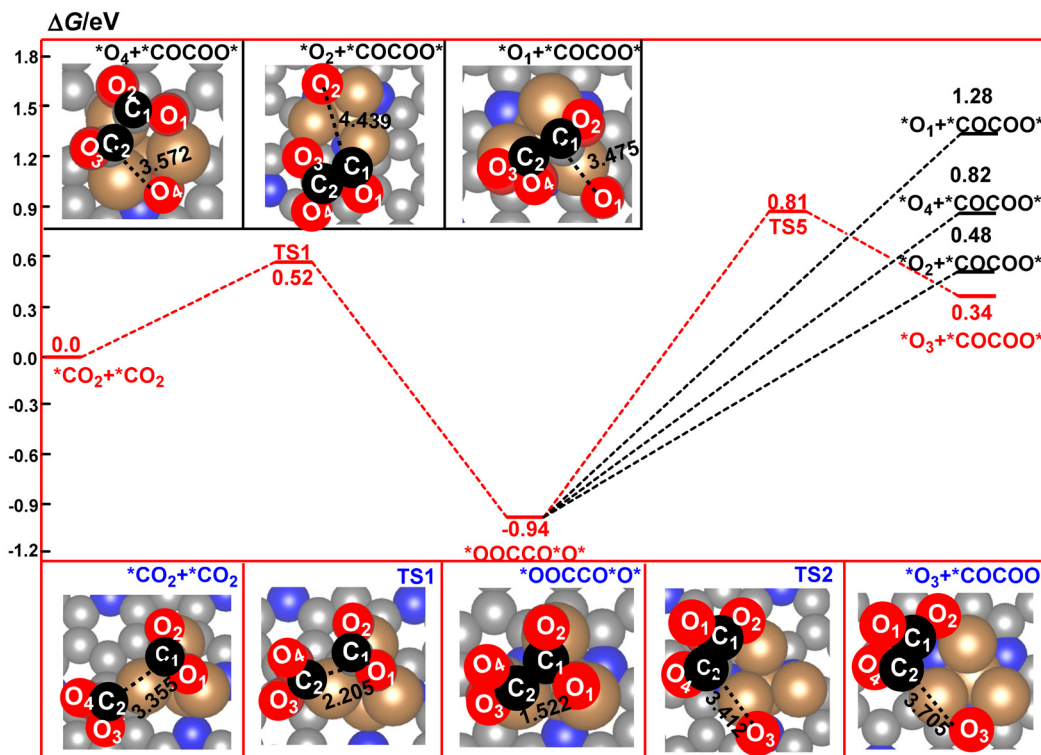 ΔG/eV
1.8
1.5
1.2
0.9
0.6
0.3
0.0
-0.3
-0.6
-0.9
-1.2
*O₄+*COCOO*
O₂
C₁
O₁
O₃
C₂
3.572
O₄
*O₂+*COCOO*
O₂
4.439
O₃
C₁
C₂
O₁
O₄
*O₁+*COCOO*
O₂
C₁
C₂
O₃
3.475
O₄
O₁
1.28
*O₁+*COCOO*
0.82
*O₄+*COCOO*
0.48
*O₂+*COCOO*
0.81
TS5
0.34
*O₃+*COCOO*
TS1
0.52
0.0
*CO₂+*CO₂
-0.94
*OOCCO*O*
*CO₂+*CO₂
O₂
C₁
O₁
O₄
C₂
3.355
O₃
TS1
O₂
O₄
C₁
C₂
O₁
2.205
O₃
*OOCCO*O*
O₂
O₄
C₁
C₂
O₁
O₃
1.522
TS2
O₁
O₂
C₁
C₂
O₄
3.412
O₃
*O₃+*COCOO
O₁
O₂
C₁
C₂
O₄
3.705
O₃